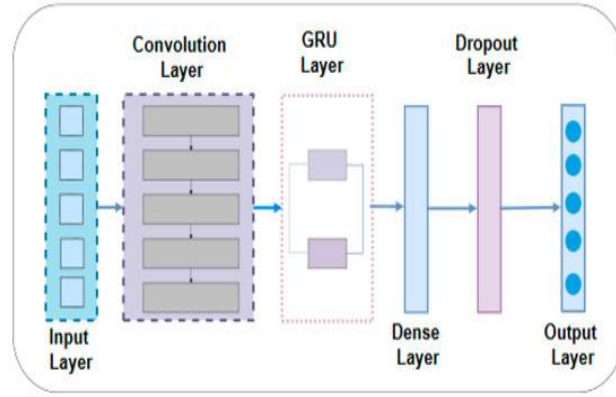 Convolution
Layer
GRU
Layer
Dropout
Layer
Input
Layer
Dense
Layer
Output
Layer